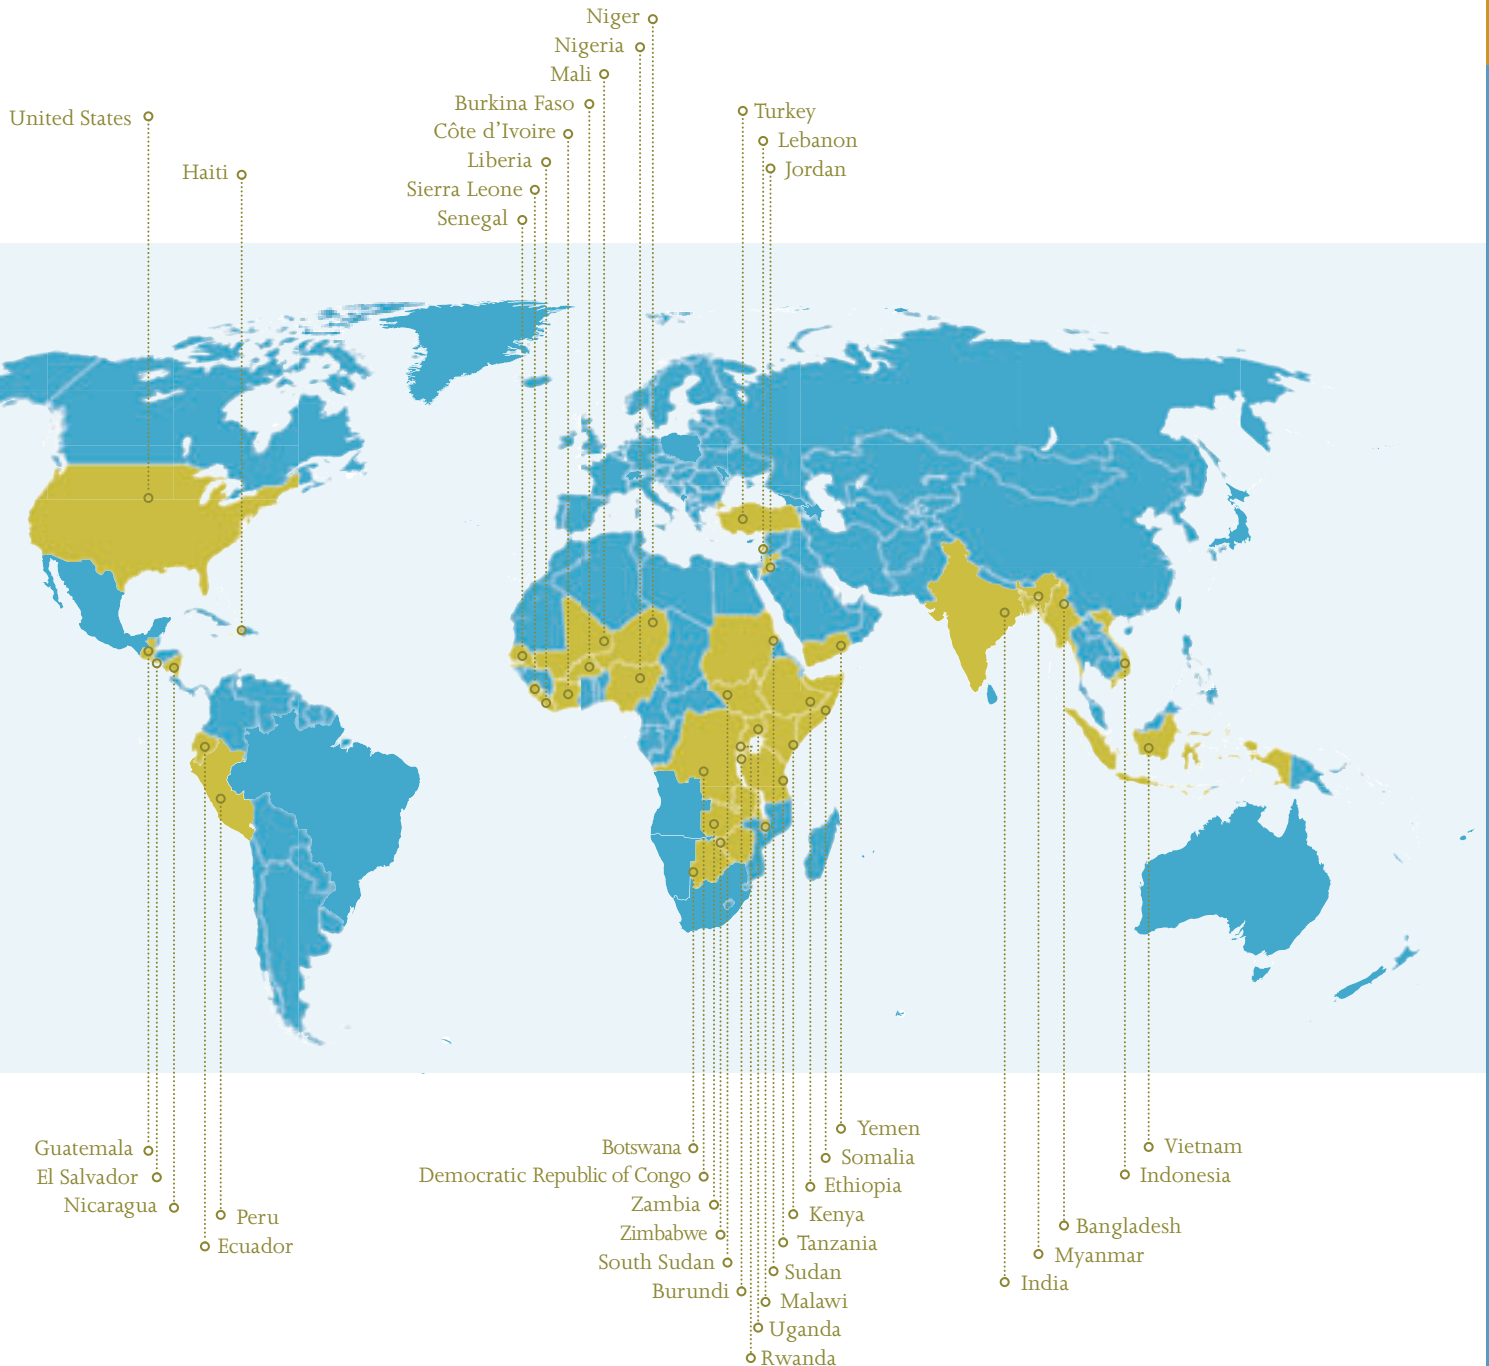 Niger
Nigeria
Mali
Burkina Faso
Côte d’Ivoire
Liberia
Sierra Leone
Senegal
United States
Haiti
Turkey
Lebanon
Jordan
Guatemala
El Salvador
Nicaragua
Peru
Ecuador
Botswana
Democratic Republic of Congo
Zambia
Zimbabwe
South Sudan
Burundi
Yemen
Somalia
Ethiopia
Kenya
Tanzania
Sudan
Malawi
Uganda
Rwanda
Vietnam
Indonesia
Bangladesh
Myanmar
India